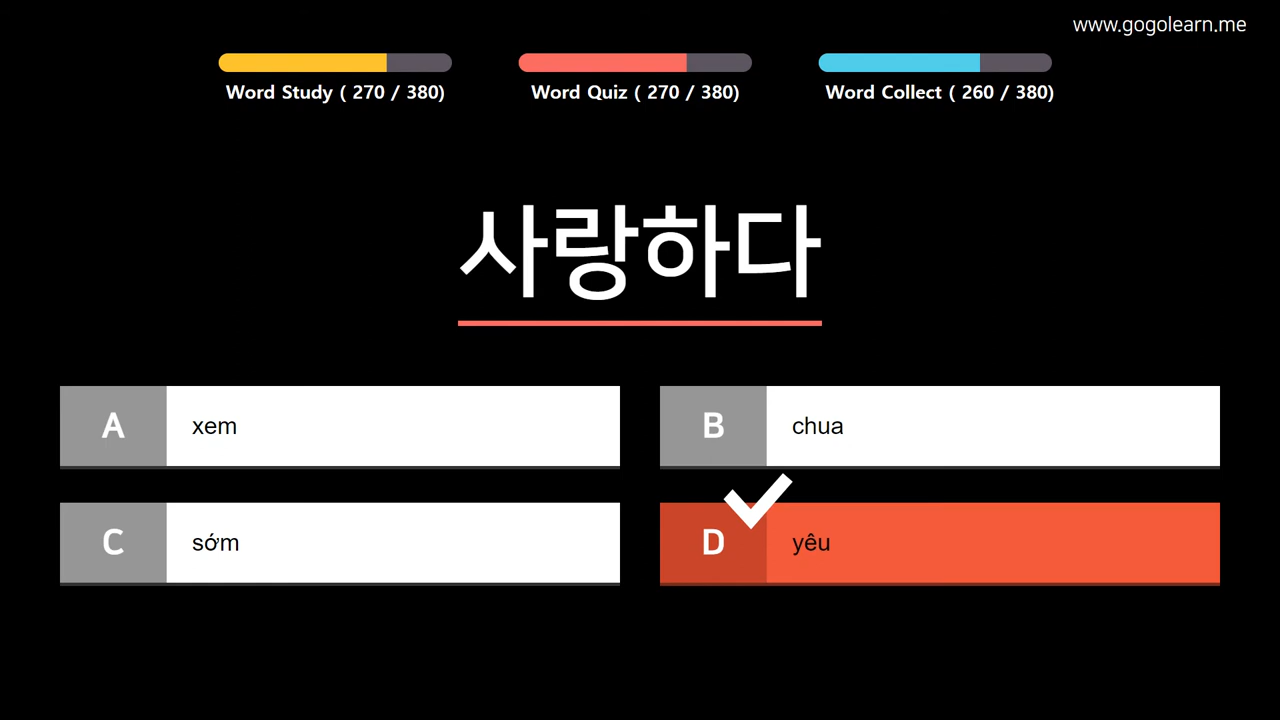 www.gogolearn.me
Word Study ( 270 / 380)
Word Quiz ( 270 / 380)
Word Collect ( 260 / 380)
사랑하다
A xem
B chua
C sớm
D yêu